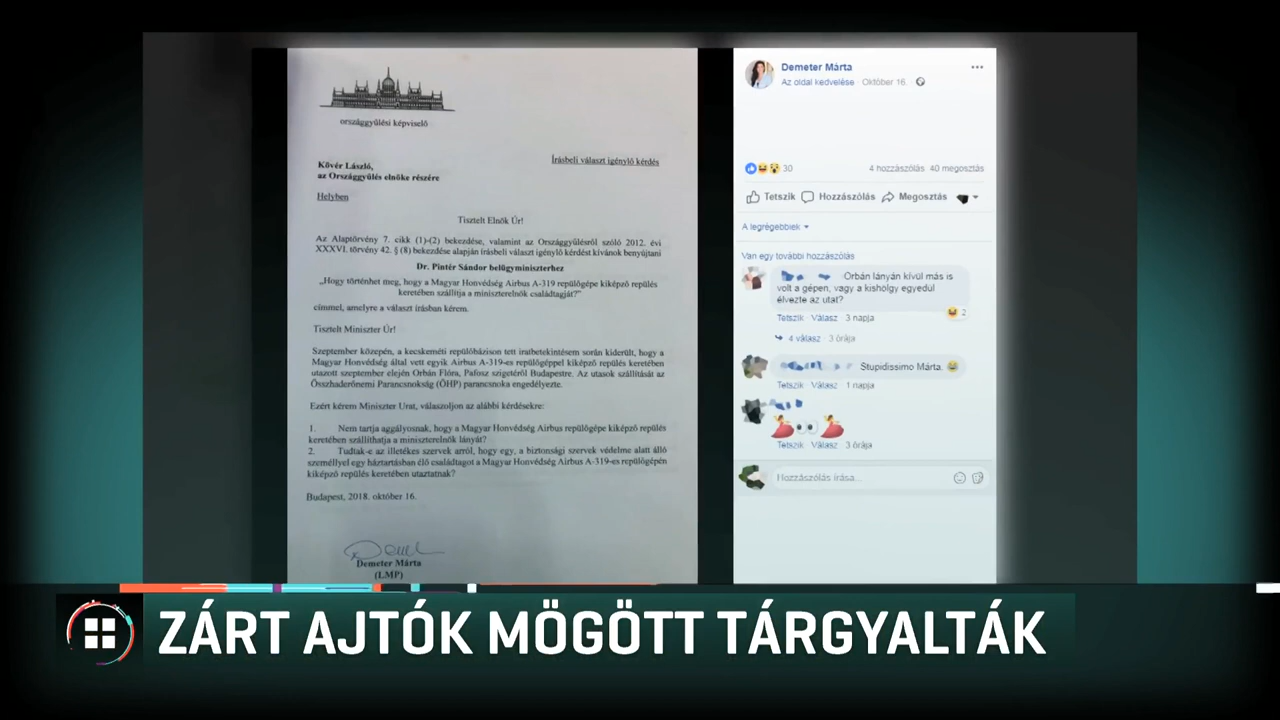 országgyűlési képviselő
Írásbeli választ igénylő kérdés
Kövér László,
az Országgyűlés elnöke részére
Helyben
Tisztelt Elnök Úr!
Az Alaptörvény 7. cikk (1)-(2) bekezdése, valamint az Országgyűlésről szóló 2012. évi
XXXVI. törvény 42. § (8) bekezdése alapján írásbeli választ igénylő kérdést kívánok benyújtani
Dr. Pintér Sándor belügyminiszterhez
„Hogy történhet meg, hogy a Magyar Honvédség Airbus A-319 repülőgépe kiképző repülés
keretében szállítja a miniszterelnök családtagját?”
címmel, amelyre a választ írásban kérem.
Tisztelt Miniszter Úr!
Szeptember közepén, a kecskeméti repülőbázison tett iratbetekintésem során kiderült, hogy a
Magyar Honvédség által vett egyik Airbus A-319-es repülőgéppel kiképző repülés keretében
utazott szeptember elején Orbán Flóra, Pafosz szigetéről Budapestre. Az utasok szállítását az
Összhaderőnemi Parancsnokság (ÖHP) parancsnoka engedélyezte.
Ezért kérem Miniszter Urat, válaszoljon az alábbi kérdésekre:
1. Nem tartja aggályosnak, hogy a Magyar Honvédség Airbus repülőgépe kiképző repülés
keretében szállíthatja a miniszterelnök lányát?
2. Tudtak-e az illetékes szervek arról, hogy egy, a biztonsági szervek védelme alatt álló
személlyel egy háztartásban élő családtagot a Magyar Honvédség Airbus A-319-es repülőgépén
kiképző repülés keretében utaztatnak?
Budapest, 2018. október 16.
Demeter Márta
(LMP)
Demeter Márta
Az oldal kedvelése · Október 16.
30
4 hozzászólás 40 megosztás
Tetszik Hozzászólás Megosztás
A legrégebbiek
Van egy további hozzászólás
Orbán lányán kívül más is
volt a gépen, vagy a kishölgy egyedül
élvezte az utat?
2
Tetszik · Válasz · 3 napja
4 válasz · 3 órája
Stupidissimo Márta.
Tetszik · Válasz · 1 napja
Tetszik · Válasz · 3 órája
Hozzászólás írása...
ZÁRT AJTÓK MÖGÖTT TÁRGYALTÁK